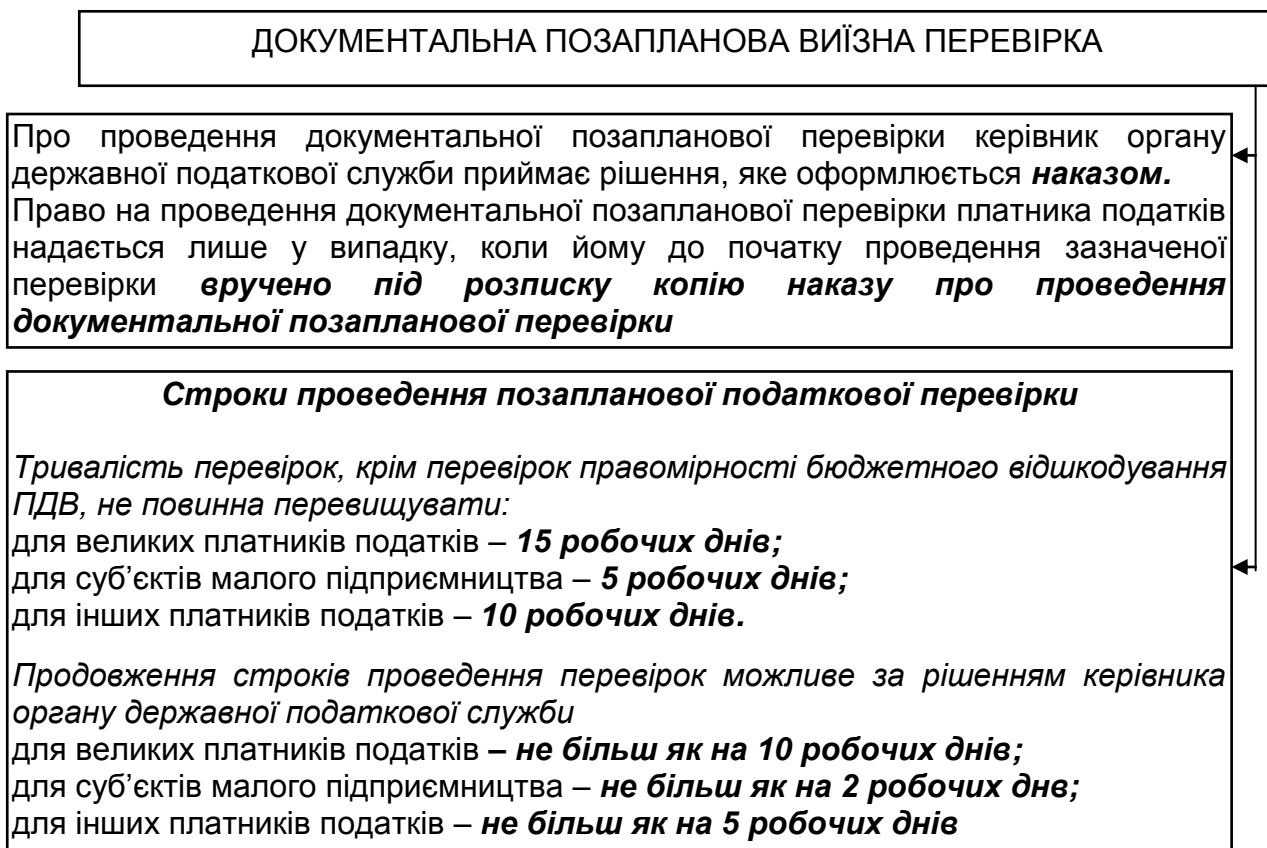 ДОКУМЕНТАЛЬНА ПОЗАПЛАНОВА ВИЇЗНА ПЕРЕВІРКА
Про проведення документальної позапланової перевірки керівник органу
державної податкової служби приймає рішення, яке оформлюється наказом.
Право на проведення документальної позапланової перевірки платника податків
надається лише у випадку, коли йому до початку проведення зазначеної
перевірки вручено під розписку копію наказу про проведення
документальної позапланової перевірки
Строки проведення позапланової податкової перевірки
Тривалість перевірок, крім перевірок правомірності бюджетного відшкодування
ПДВ, не повинна перевищувати:
для великих платників податків – 15 робочих днів;
для суб’єктів малого підприємництва – 5 робочих днів;
для інших платників податків – 10 робочих днів.
Продовження строків проведення перевірок можливе за рішенням керівника
органу державної податкової служби
для великих платників податків – не більш як на 10 робочих днів;
для суб’єктів малого підприємництва – не більш як на 2 робочих днв;
для інших платників податків – не більш як на 5 робочих днів